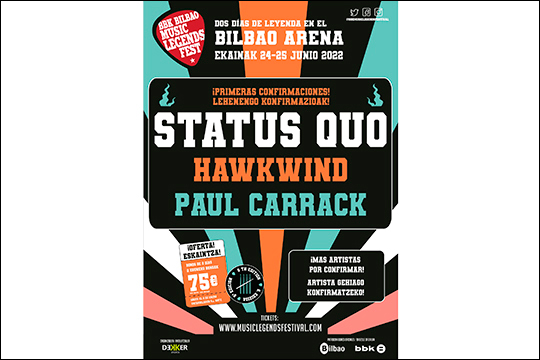 BBK BILBAO
MUSIC
LEGENDS
FEST
DOS DÍAS DE LEYENDA EN EL
BILBAO ARENA
EKAINAK 24-25 JUNIO 2022
¡PRIMERAS CONFIRMACIONES!
LEHENENGO KONFIRMAZIOAK!
STATUS QUO
HAWKWIND
PAUL CARRACK
¡OFERTA!
ESKAINTZA!
75€
¡MAS ARTISTAS
POR CONFIRMAR!
ARTISTA GEHIAGO
KONFIRMATZEKO!
TICKETS:
WWW.MUSICLEGENDSFESTIVAL.COM
DEKKER
Bilbao
bbk